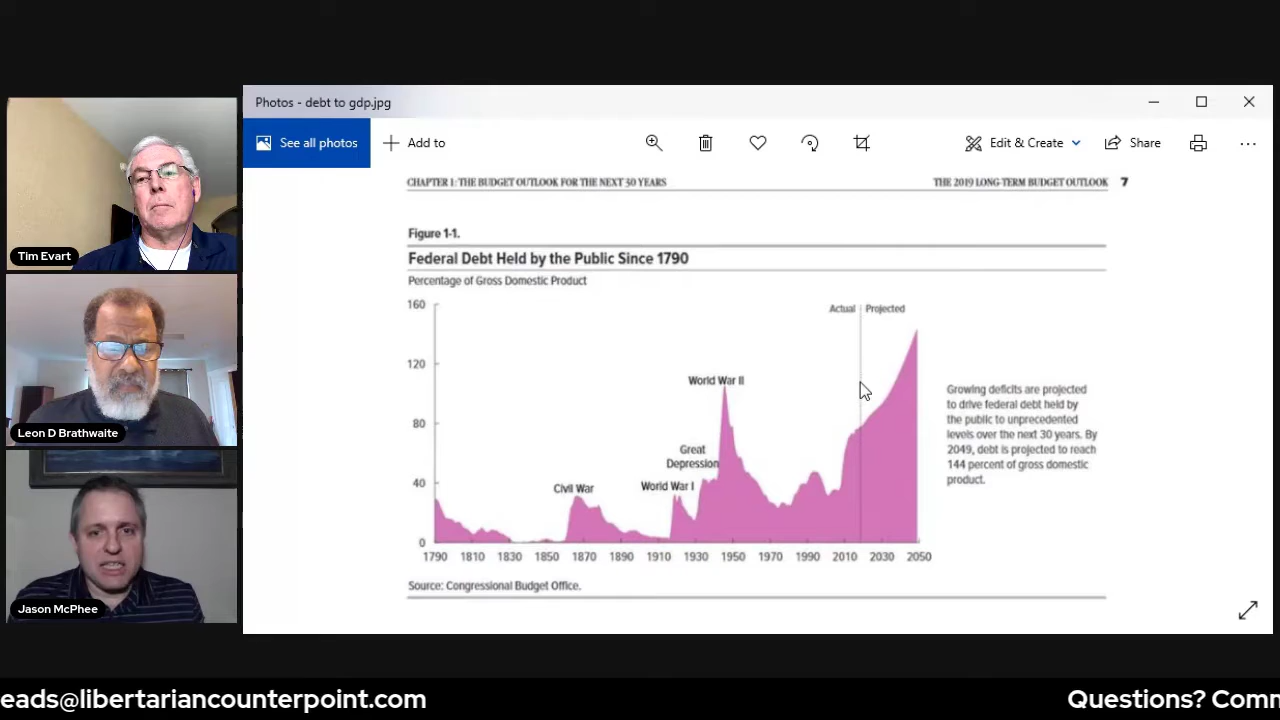 Photos - debt to gdp.jpg
See all photos
Add to
Edit & Create
Share
CHAPTER 1: THE BUDGET OUTLOOK FOR THE NEXT 30 YEARS
THE 2019 LONG-TERM BUDGET OUTLOOK 7
Figure 1-1.
Federal Debt Held by the Public Since 1790
Percentage of Gross Domestic Product
160
Actual
Projected
120
World War II
80
Great
Depression
40
Civil War
World War I
0
1790 1810 1830 1850 1870 1890 1910 1930 1950 1970 1990 2010 2030 2050
Growing deficits are projected
to drive federal debt held by
the public to unprecedented
levels over the next 30 years. By
2049, debt is projected to reach
144 percent of gross domestic
product.
Source: Congressional Budget Office.
Tim Evart
Leon D Brathwaite
Jason McPhee
eads@libertariancounterpoint.com
Questions? Comm